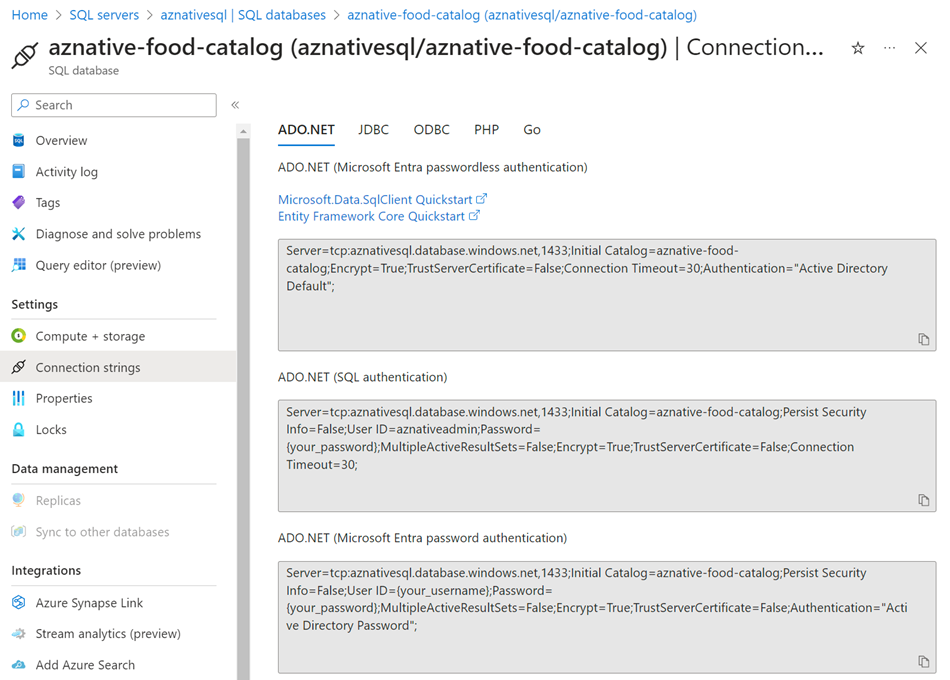 Home > SQL servers > aznativesql | SQL databases > aznative-food-catalog (aznativesql/aznative-food-catalog)
aznative-food-catalog (aznativesql/aznative-food-catalog) | Connection...
SQL database
Search
Overview
Activity log
Tags
Diagnose and solve problems
Query editor (preview)
Settings
Compute + storage
Connection strings
Properties
Locks
Data management
Replicas
Sync to other databases
Integrations
Azure Synapse Link
Stream analytics (preview)
Add Azure Search
ADO.NET JDBC ODBC PHP Go
ADO.NET (Microsoft Entra passwordless authentication)
Microsoft.Data.SqlClient Quickstart
Entity Framework Core Quickstart
Server=tcp:aznativesql.database.windows.net,1433;Initial Catalog=aznative-food-
catalog;Encrypt=True;TrustServerCertificate=False;Connection Timeout=30;Authentication="Active Directory
Default";
ADO.NET (SQL authentication)
Server=tcp:aznativesql.database.windows.net,1433;Initial Catalog=aznative-food-catalog;Persist Security
Info=False;User ID=aznativeadmin;Password=
{your_password};MultipleActiveResultSets=False;Encrypt=True;TrustServerCertificate=False;Connection
Timeout=30;
ADO.NET (Microsoft Entra password authentication)
Server=tcp:aznativesql.database.windows.net,1433;Initial Catalog=aznative-food-catalog;Persist Security
Info=False;User ID={your_username};Password=
{your_password};MultipleActiveResultSets=False;Encrypt=True;TrustServerCertificate=False;Authentication="Acti
ve Directory Password";